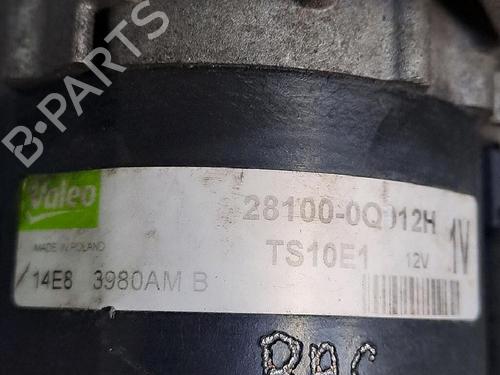 B-PARTS
Valeo
28100-0Q012H
MADE IN POLAND
TS10E1 12V 1V
14E8 3980AM B